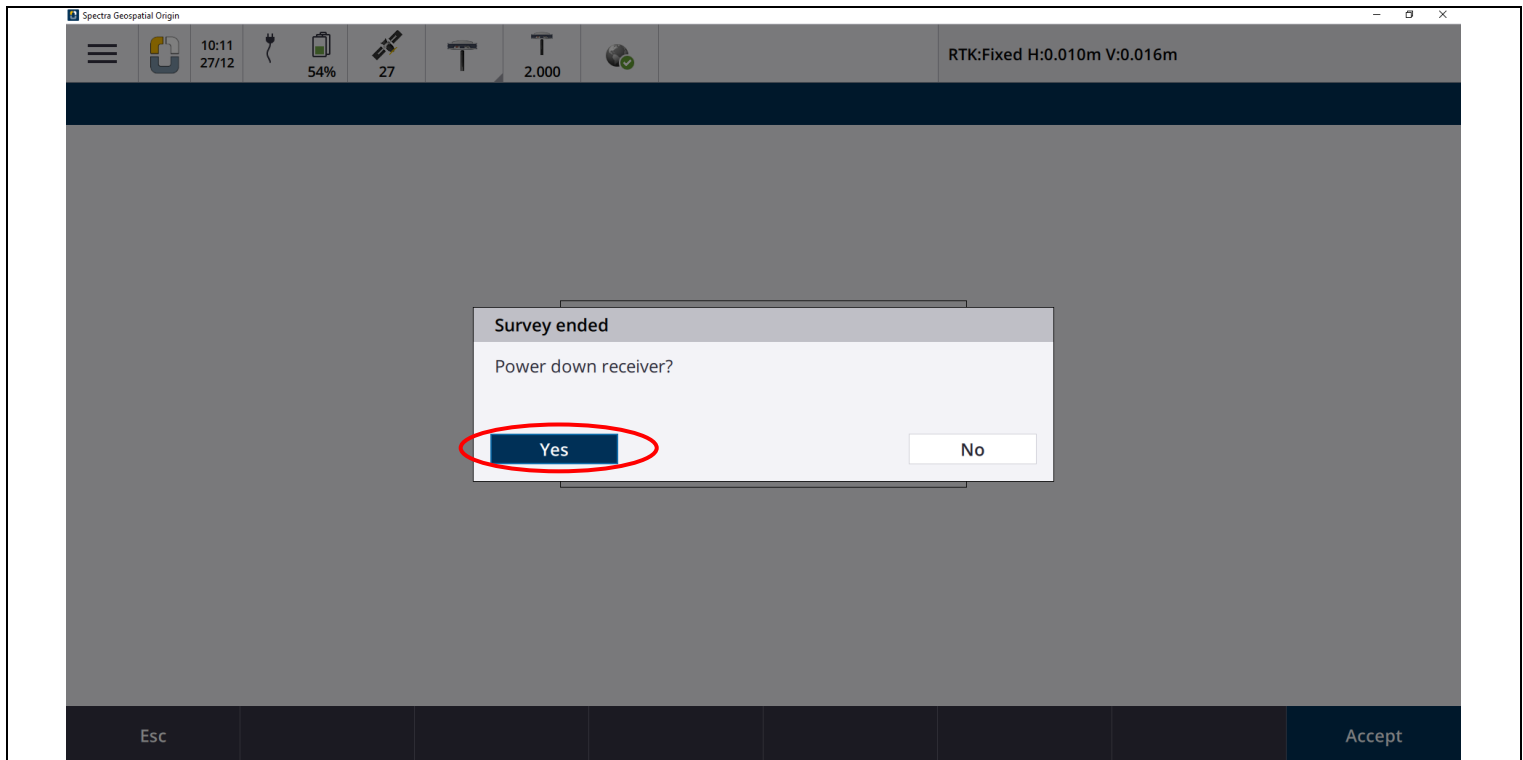 Spectra Geospatial Origin
10:11
27/12
54%
27
2.000
RTK:Fixed H:0.010m V:0.016m
Survey ended
Power down receiver?
Yes
No
Esc
Accept